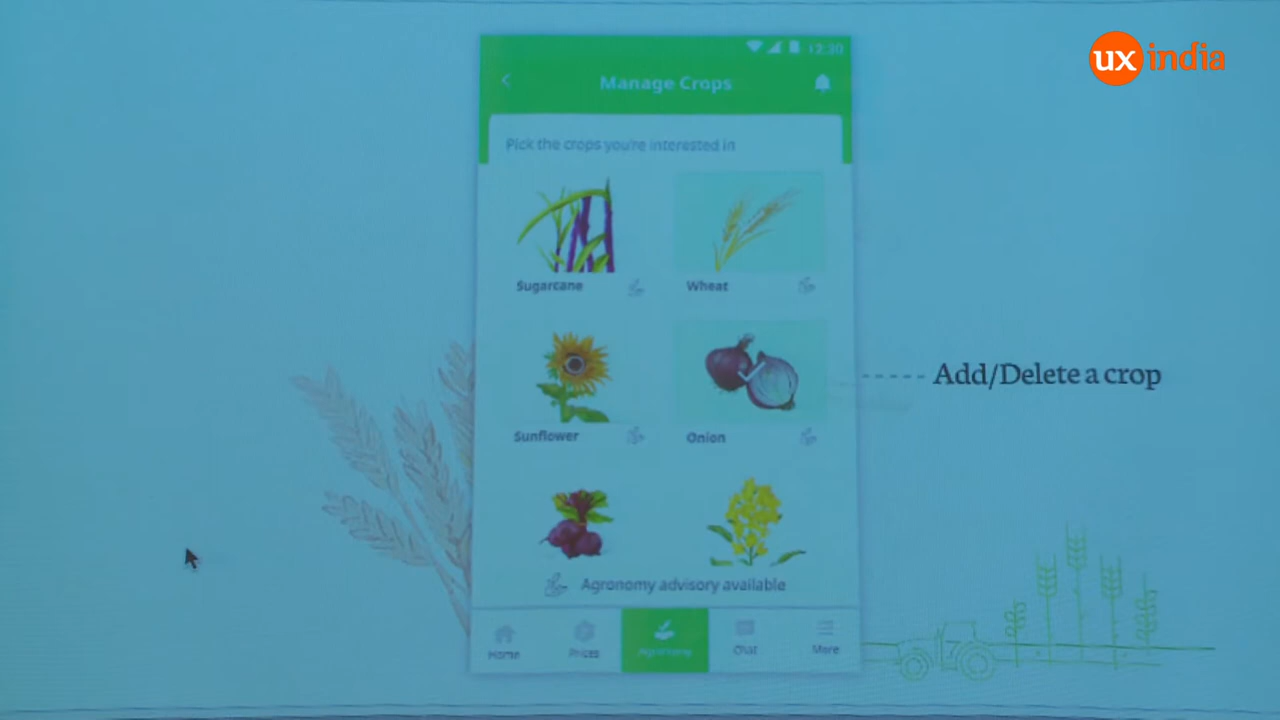 ux india
12:30
Manage Crops
Pick the crops you're interested in
Sugarcane
Wheat
Sunflower
Onion
Add/Delete a crop
Agronomy advisory available
Home
Prices
Agronomy
Chat
More